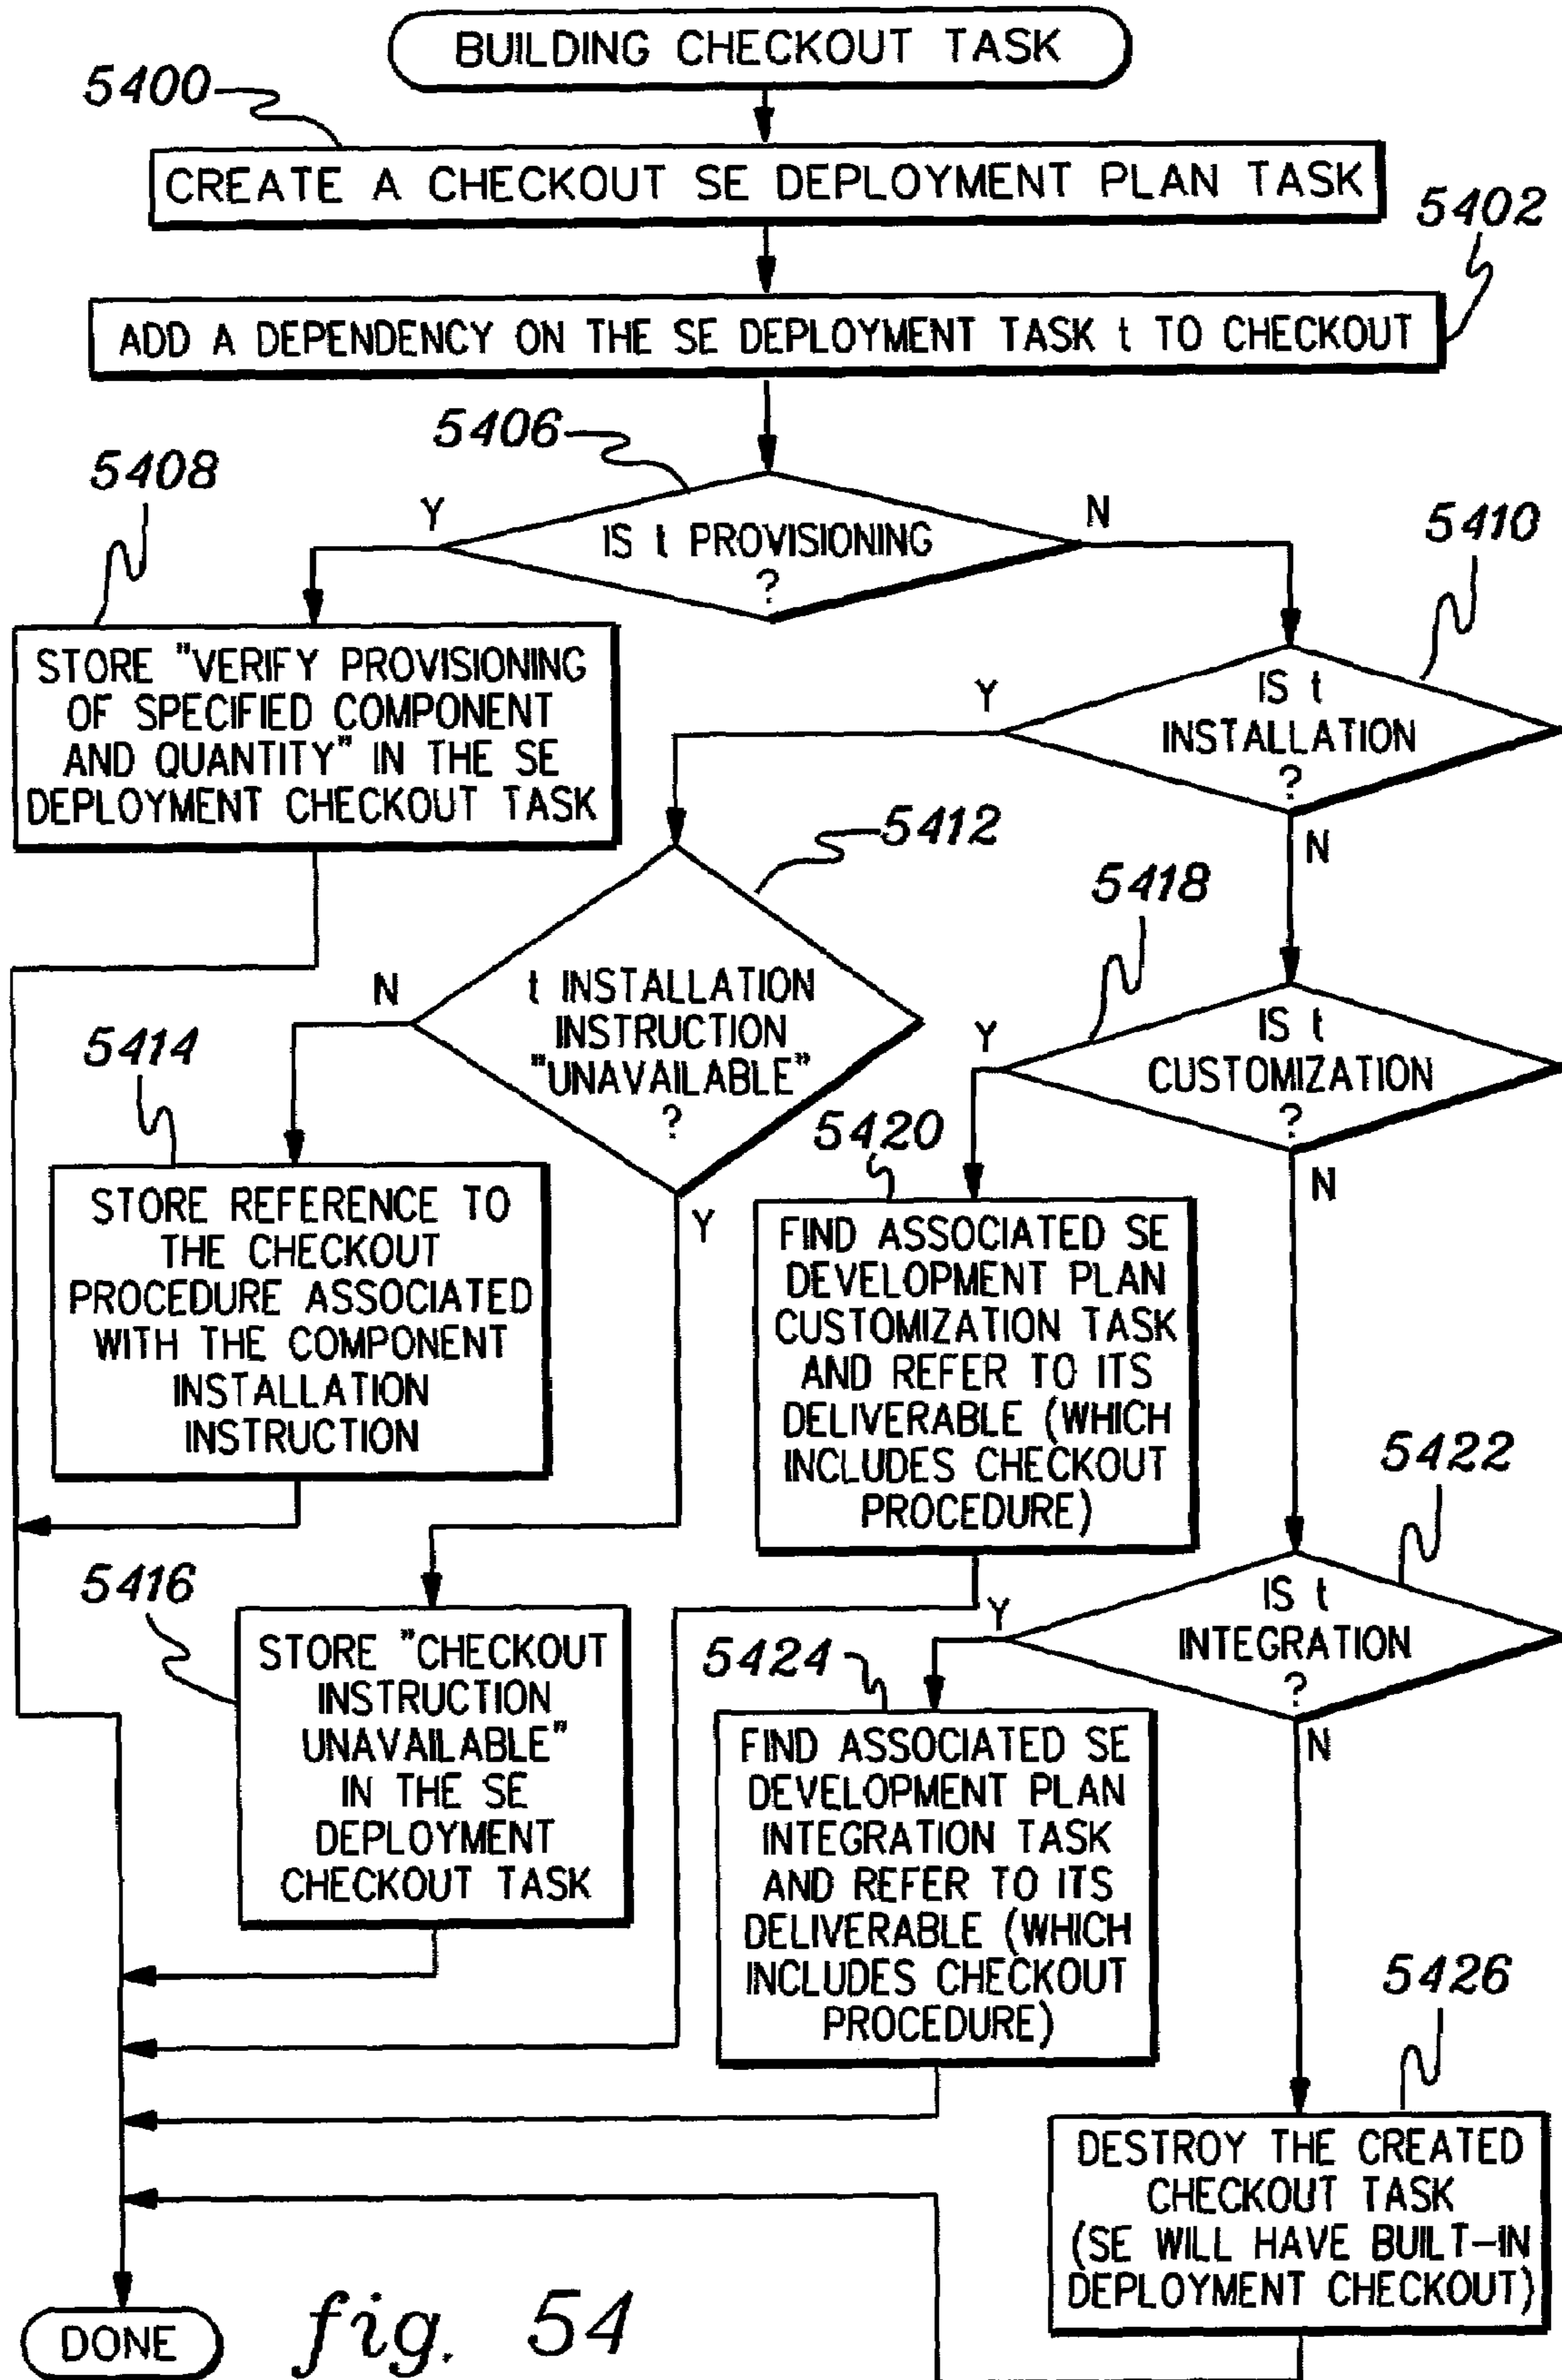 BUILDING CHECKOUT TASK
5400
CREATE A CHECKOUT SE DEPLOYMENT PLAN TASK
5402
ADD A DEPENDENCY ON THE SE DEPLOYMENT TASK t TO CHECKOUT
5406
IS t PROVISIONING
?
Y
N
5408
STORE "VERIFY PROVISIONING
OF SPECIFIED COMPONENT
AND QUANTITY" IN THE SE
DEPLOYMENT CHECKOUT TASK
5410
IS t
INSTALLATION
?
Y
N
5412
t INSTALLATION
INSTRUCTION
"UNAVAILABLE"
?
N
Y
5414
STORE REFERENCE TO
THE CHECKOUT
PROCEDURE ASSOCIATED
WITH THE COMPONENT
INSTALLATION
INSTRUCTION
5416
STORE "CHECKOUT
INSTRUCTION
UNAVAILABLE"
IN THE SE
DEPLOYMENT
CHECKOUT TASK
5418
IS t
CUSTOMIZATION
?
Y
N
5420
FIND ASSOCIATED SE
DEVELOPMENT PLAN
CUSTOMIZATION TASK
AND REFER TO ITS
DELIVERABLE (WHICH
INCLUDES CHECKOUT
PROCEDURE)
5422
IS t
INTEGRATION
?
Y
N
5424
FIND ASSOCIATED SE
DEVELOPMENT PLAN
INTEGRATION TASK
AND REFER TO ITS
DELIVERABLE (WHICH
INCLUDES CHECKOUT
PROCEDURE)
5426
DESTROY THE CREATED
CHECKOUT TASK
(SE WILL HAVE BUILT-IN
DEPLOYMENT CHECKOUT)
DONE
fig. 54